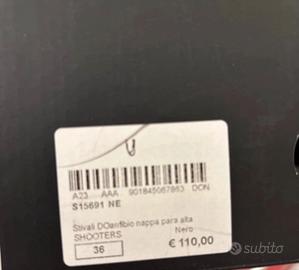 A23 AAA 901845067863 DON
S15691 NE
Stivali DOanfibio nappa para alta
SHOOTERS Nero
36 € 110,00
subito